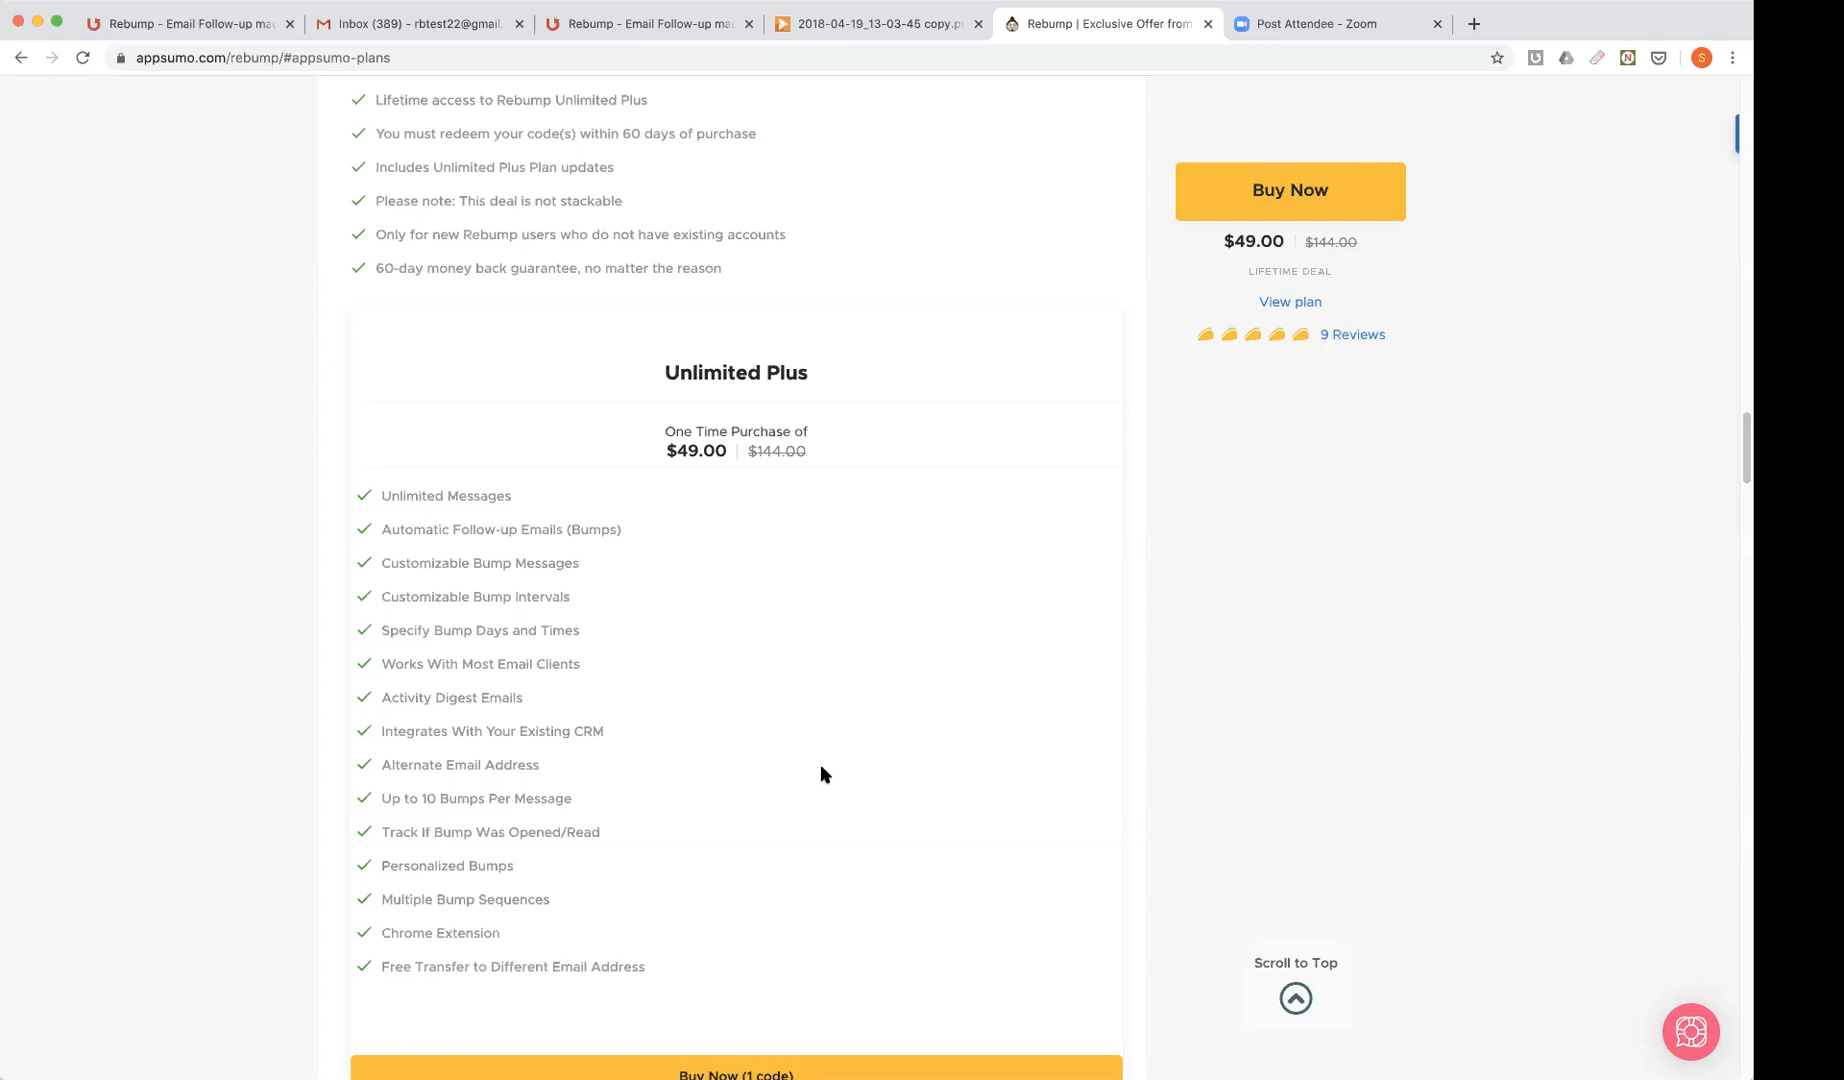 Rebump - Email Follow-up mac
Inbox (389) - rbtest22@gmail.
Rebump - Email Follow-up mac
2018-04-19_13-03-45 copy.p
Rebump | Exclusive Offer from
Post Attendee - Zoom
appsumo.com/rebump/#appsumo-plans
S
Lifetime access to Rebump Unlimited Plus
You must redeem your code(s) within 60 days of purchase
Includes Unlimited Plus Plan updates
Please note: This deal is not stackable
Only for new Rebump users who do not have existing accounts
60-day money back guarantee, no matter the reason
Buy Now
$49.00 $144.00
LIFETIME DEAL
View plan
9 Reviews
Unlimited Plus
One Time Purchase of
$49.00 $144.00
Unlimited Messages
Automatic Follow-up Emails (Bumps)
Customizable Bump Messages
Customizable Bump Intervals
Specify Bump Days and Times
Works With Most Email Clients
Activity Digest Emails
Integrates With Your Existing CRM
Alternate Email Address
Up to 10 Bumps Per Message
Track If Bump Was Opened/Read
Personalized Bumps
Multiple Bump Sequences
Chrome Extension
Free Transfer to Different Email Address
Scroll to Top
Buy Now (1 code)